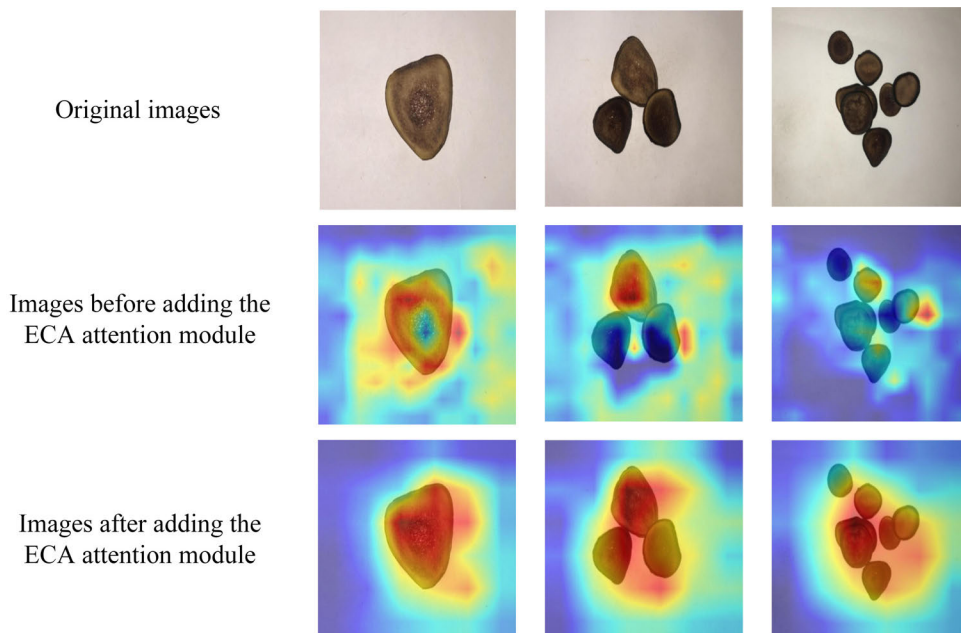 Original images
Images before adding the
ECA attention module
Images after adding the
ECA attention module